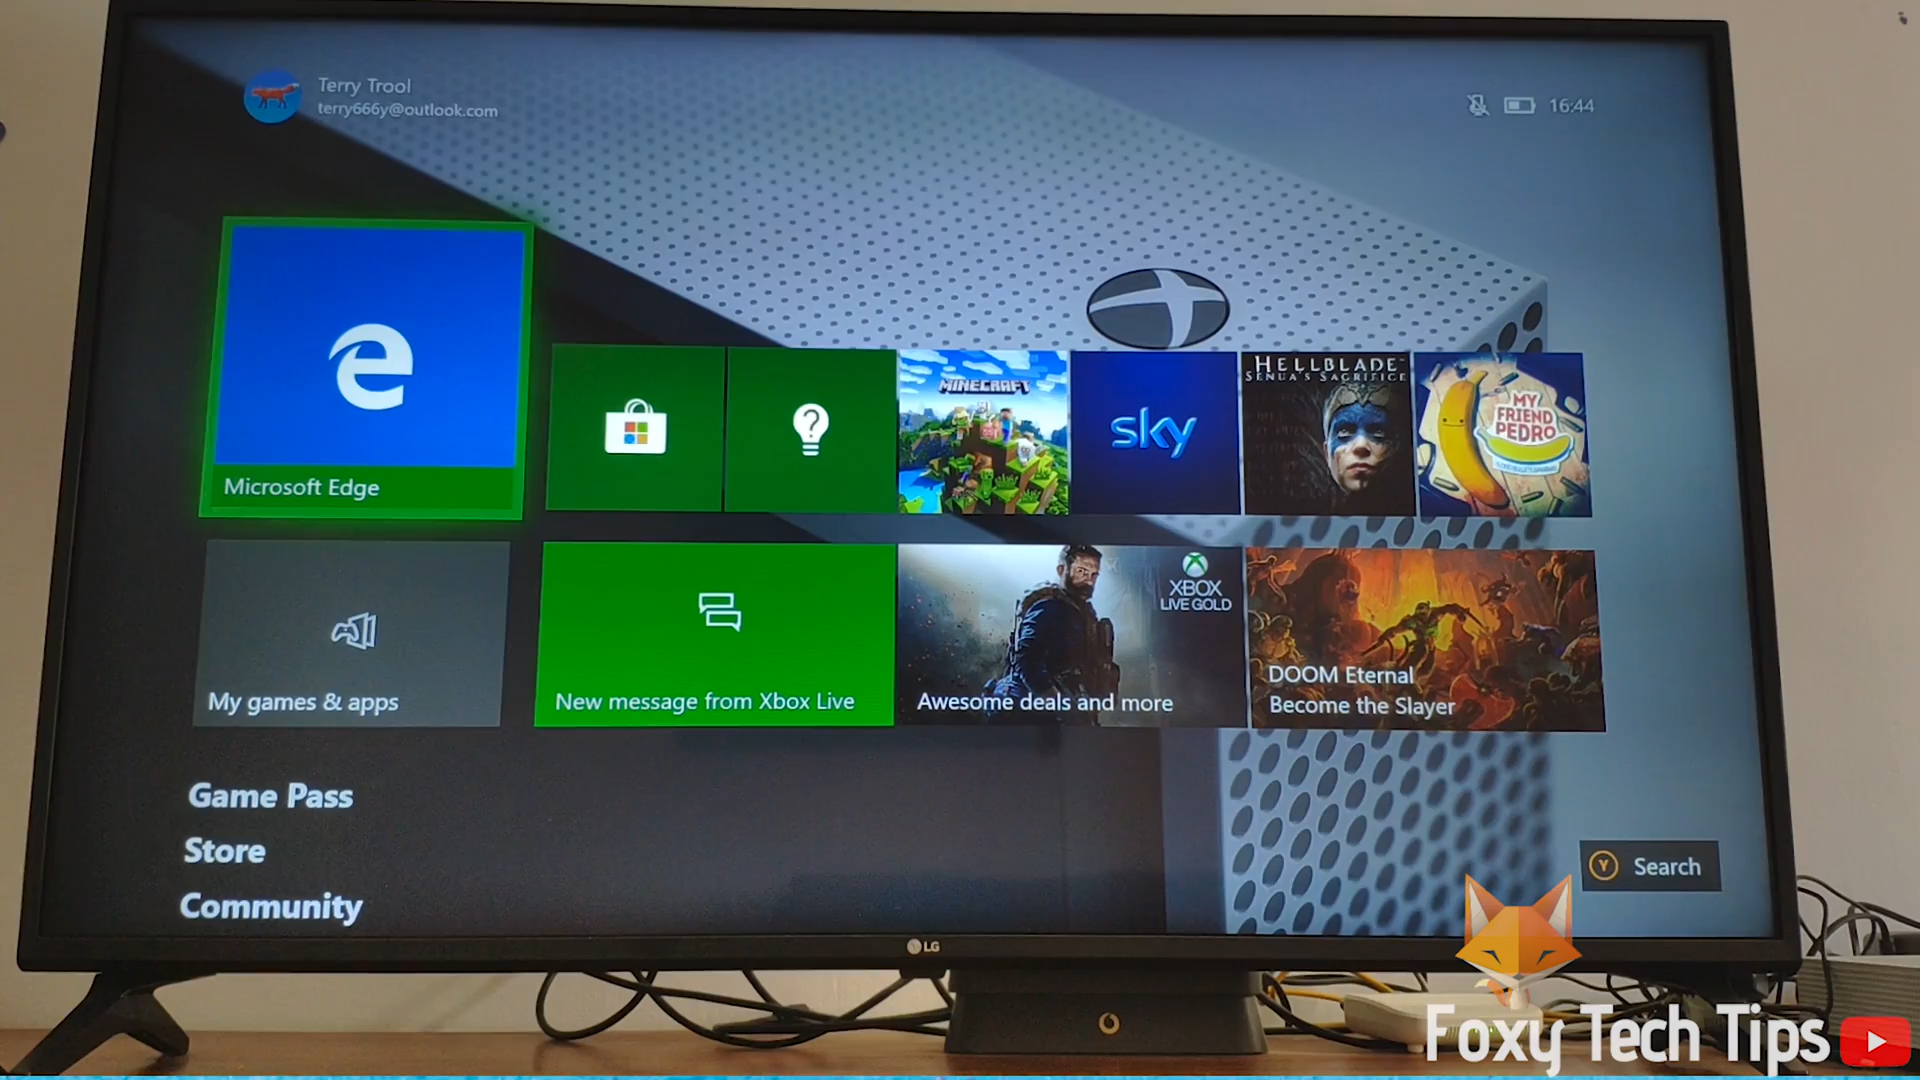 Terry Trool
terry666y@outlook.com
16:44
Microsoft Edge
MINECRAFT
sky
HELLBLADE
SENUA'S SACRIFICE
MY
FRIEND
PEDRO
My games & apps
New message from Xbox Live
XBOX
LIVE GOLD
Awesome deals and more
DOOM Eternal
Become the Slayer
Game Pass
Store
Community
Y Search
LG
Foxy Tech Tips